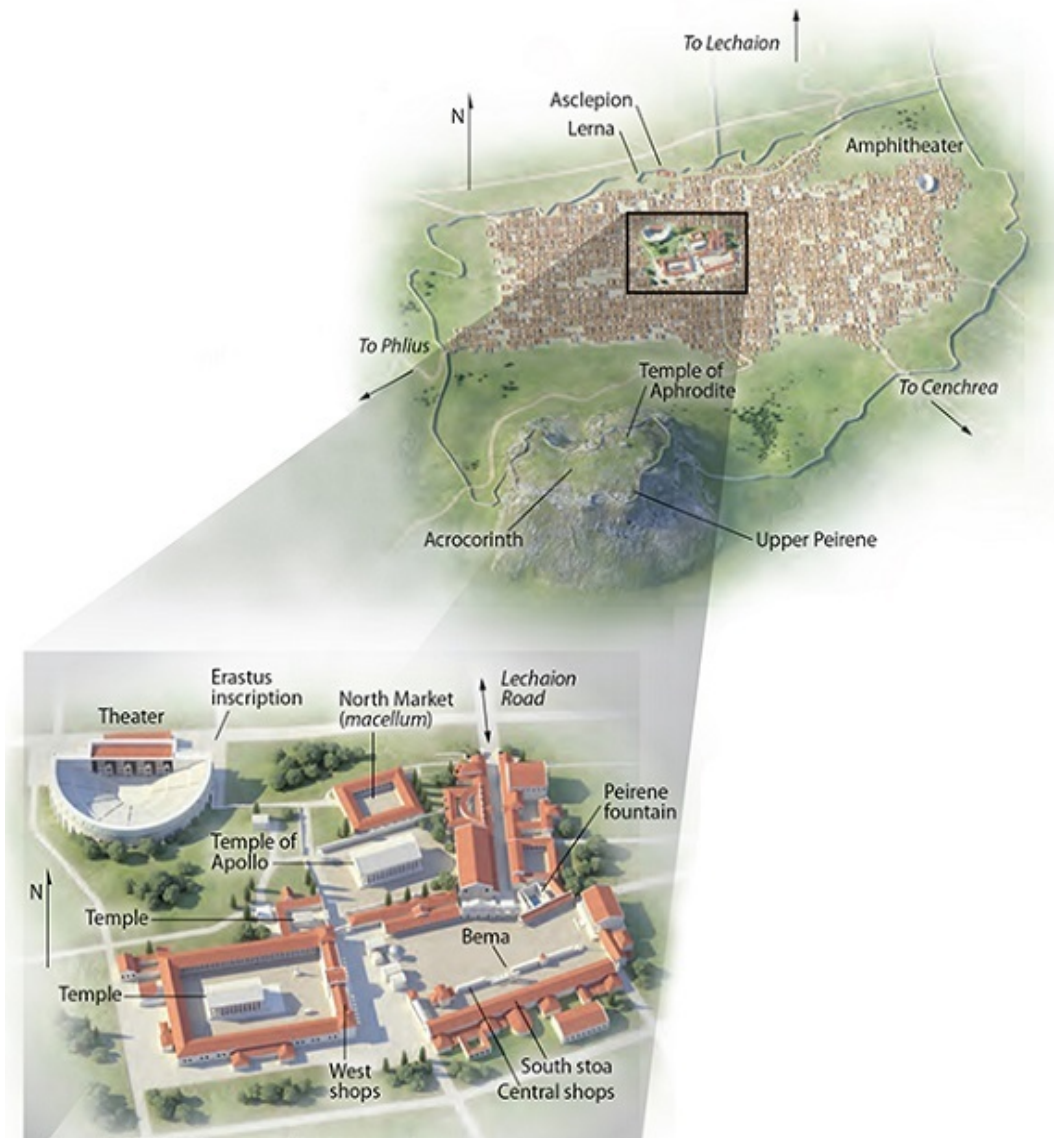 To Lechaion
N
Asclepion
Lerna
Amphitheater
To Phlius
Temple of
Aphrodite
To Cenchrea
Acrocorinth
Upper Peirene
Erastus
inscription
Lechaion
Road
North Market
(macellum)
Theater
Peirene
fountain
Temple of
Apollo
N
Temple
Bema
Temple
West
shops
South stoa
Central shops